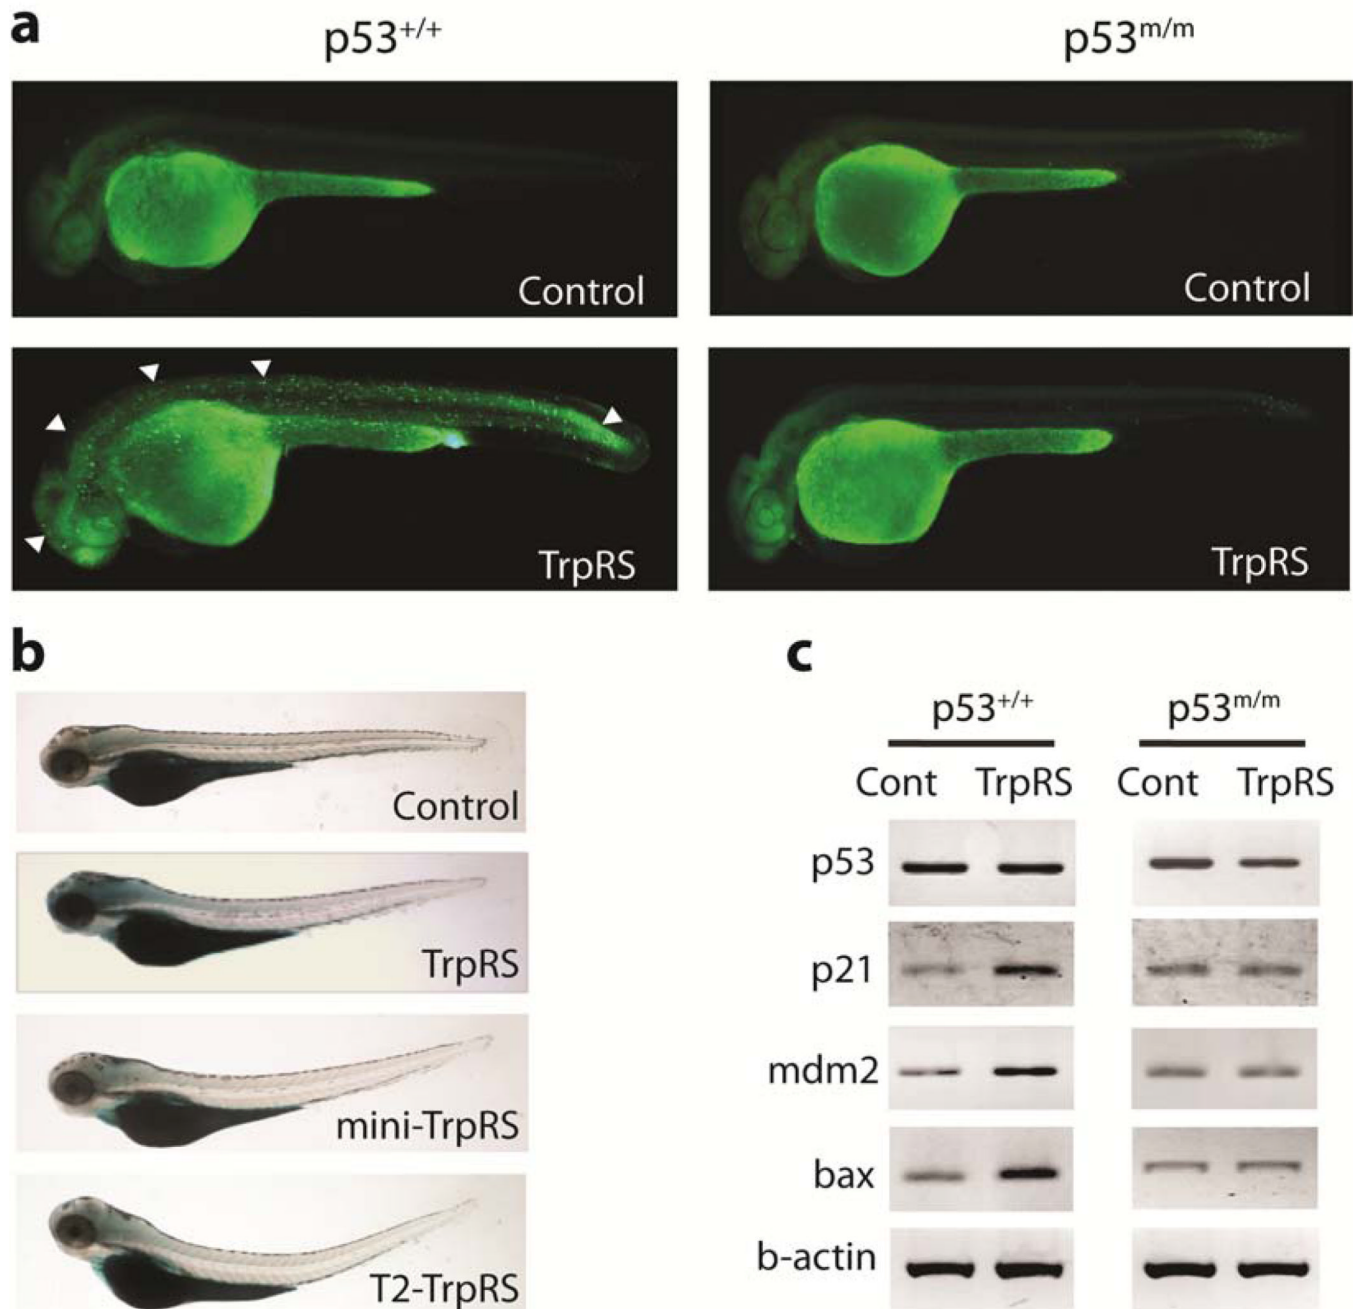 a
p53+/+
p53m/m
Control
Control
TrpRS
TrpRS
b
Control
TrpRS
mini-TrpRS
T2-TrpRS
c
p53+/+
p53m/m
Cont TrpRS
Cont TrpRS
p53
p21
mdm2
bax
b-actin